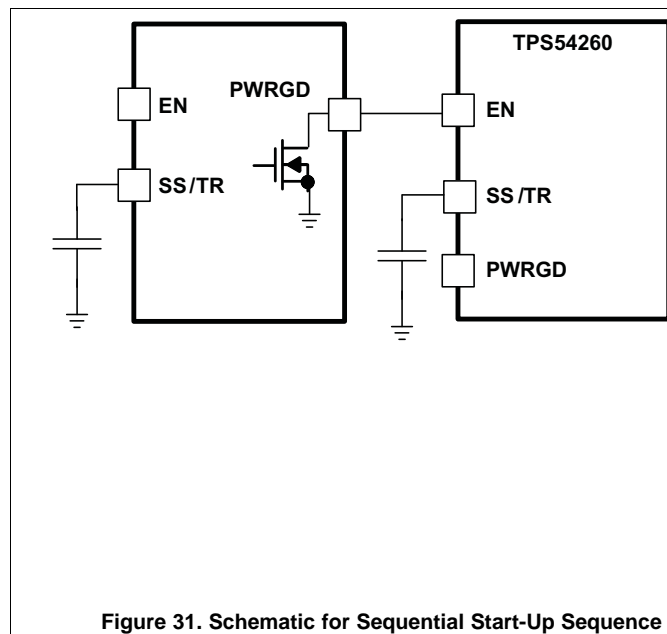 TPS54260
EN
PWRGD
EN
SS/TR
SS/TR
PWRGD
Figure 31. Schematic for Sequential Start-Up Sequence